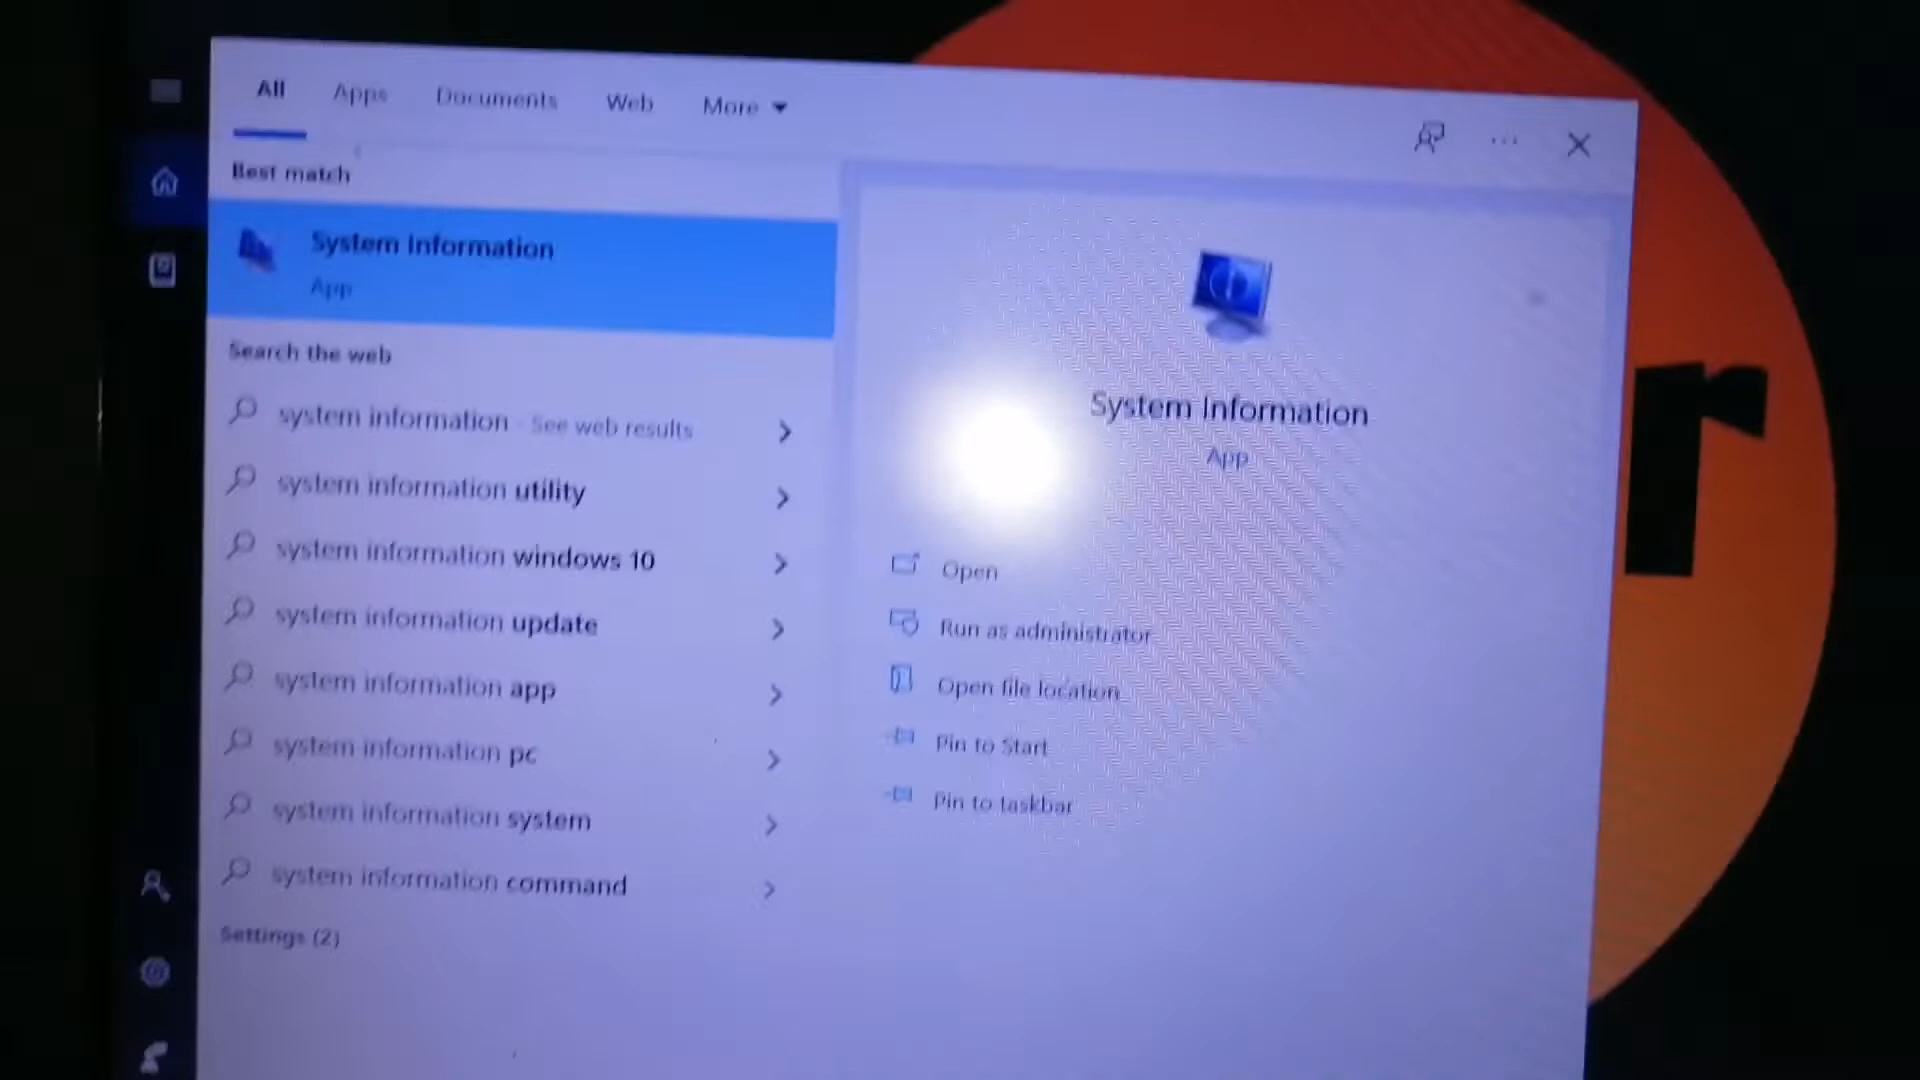 All Apps Documents Web More
Best match
System Information
App
Search the web
system information - See web results
system information utility
system information windows 10
system information update
system information app
system information pc
system information system
system information command
Settings (2)
System Information
App
Open
Run as administrator
Open file location
Pin to Start
Pin to taskbar
r